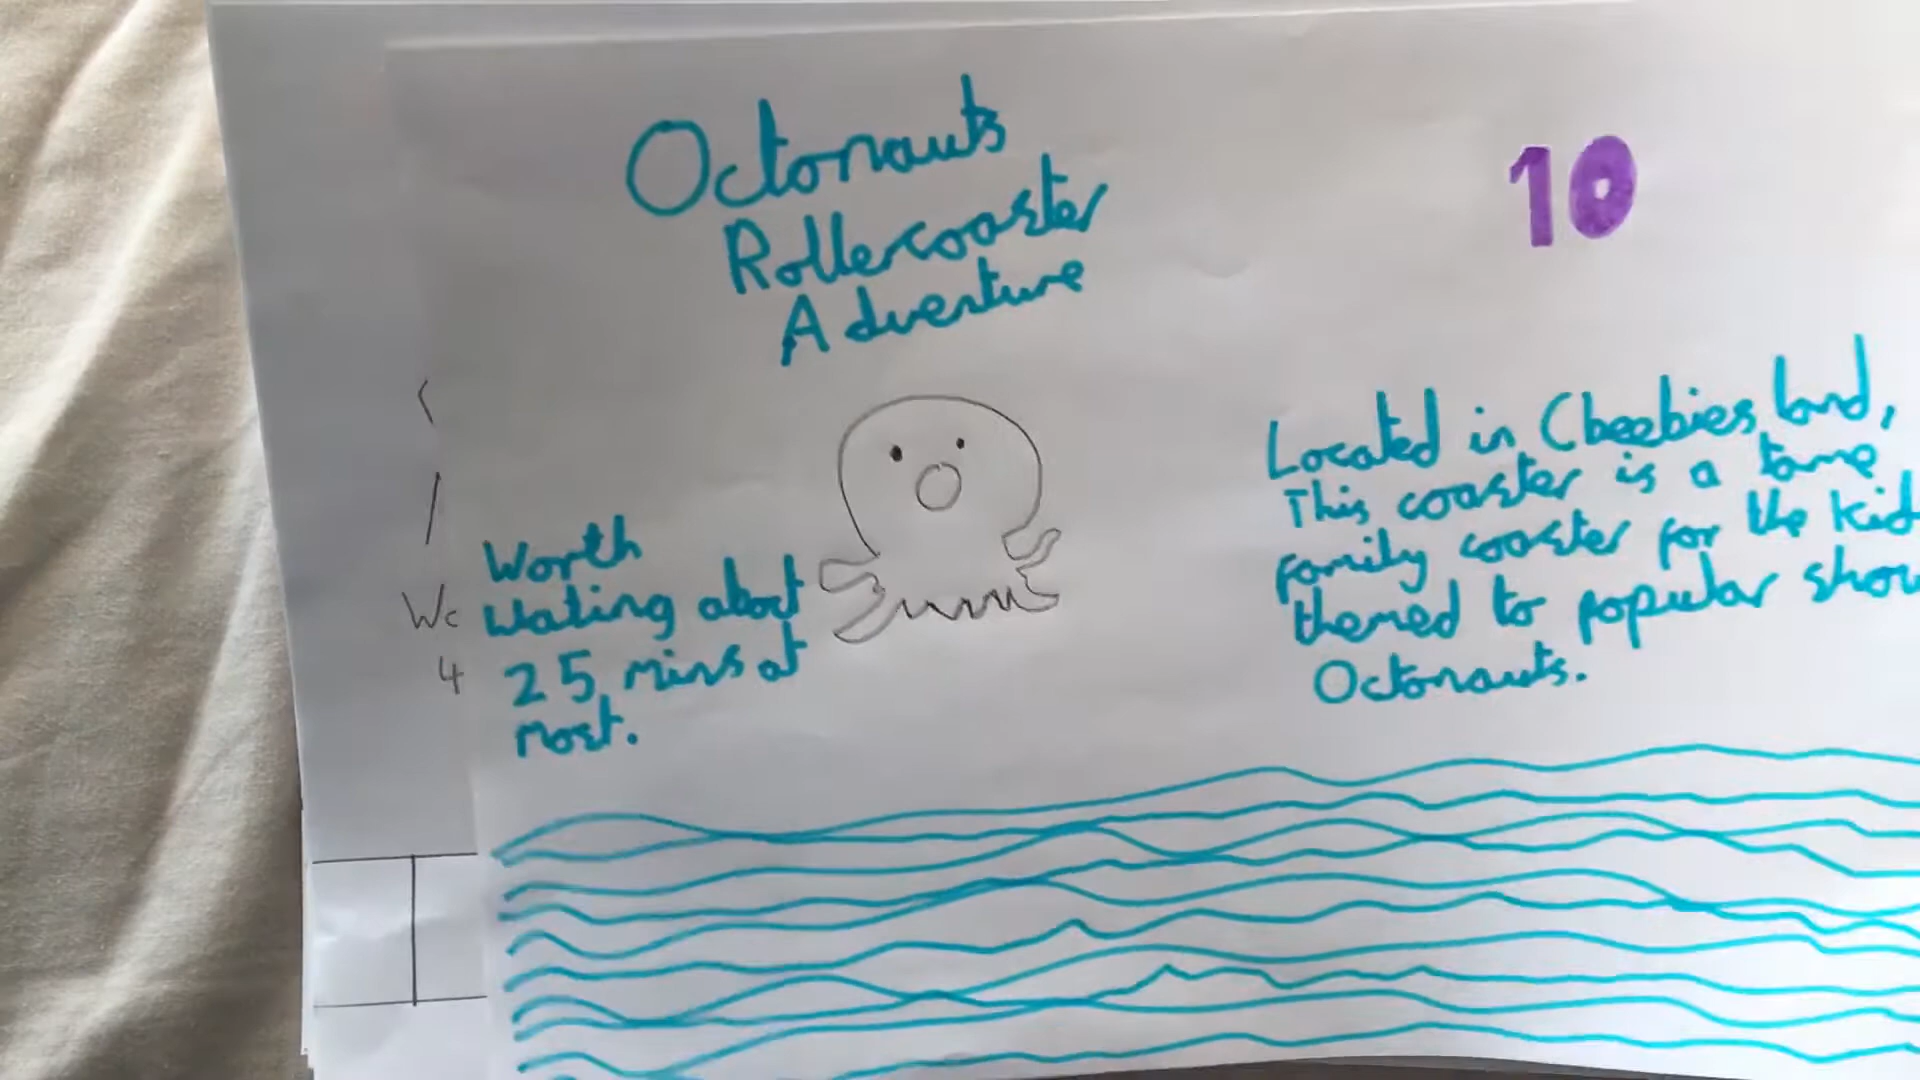 Octonauts
Rollercoaster
Adventure
10
Worth
Waiting about
25 mins at
most.
Located in Cbeebies land,
This coaster is a tame
family coaster for the kid
themed to popular show
Octonauts.
4